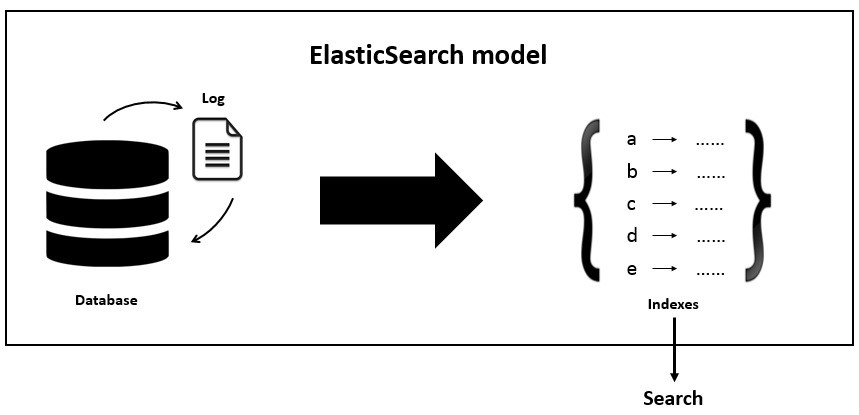 ElasticSearch model
Log
Database
a → ......
b → ......
c → ......
d → ......
e → ......
Indexes
Search